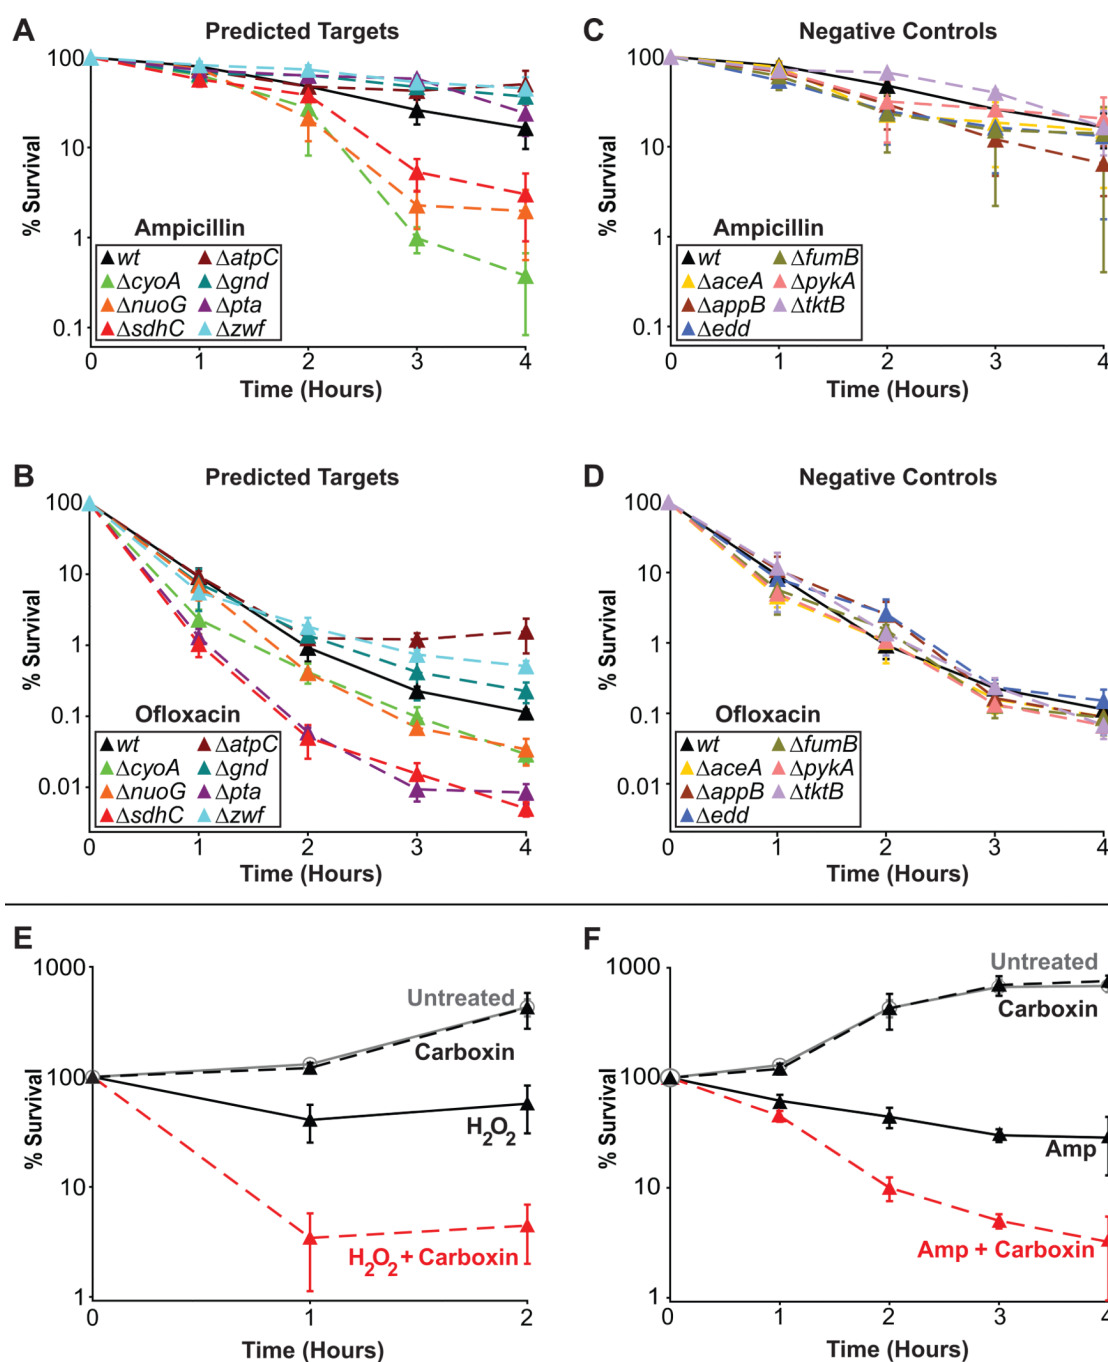 A
Predicted Targets
% Survival
100
10
1
0.1
Ampicillin
wt
ΔcyoA
ΔnuoG
ΔsdhC
ΔatpC
Δgnd
Δpta
Δzwf
0 1 2 3 4
Time (Hours)
C
Negative Controls
% Survival
100
10
1
0.1
Ampicillin
wt
ΔaceA
ΔappB
Δedd
ΔfumB
ΔpykA
ΔtktB
0 1 2 3 4
Time (Hours)
B
Predicted Targets
% Survival
100
10
1
0.1
0.01
Ofloxacin
wt
ΔcyoA
ΔnuoG
ΔsdhC
ΔatpC
Δgnd
Δpta
Δzwf
0 1 2 3 4
Time (Hours)
D
Negative Controls
% Survival
100
10
1
0.1
0.01
Ofloxacin
wt
ΔaceA
ΔappB
Δedd
ΔfumB
ΔpykA
ΔtktB
0 1 2 3 4
Time (Hours)
E
% Survival
1000
100
10
1
Untreated
Carboxin
H₂O₂
H₂O₂ + Carboxin
0 1 2
Time (Hours)
F
% Survival
1000
100
10
1
Untreated
Carboxin
Amp
Amp + Carboxin
0 1 2 3 4
Time (Hours)